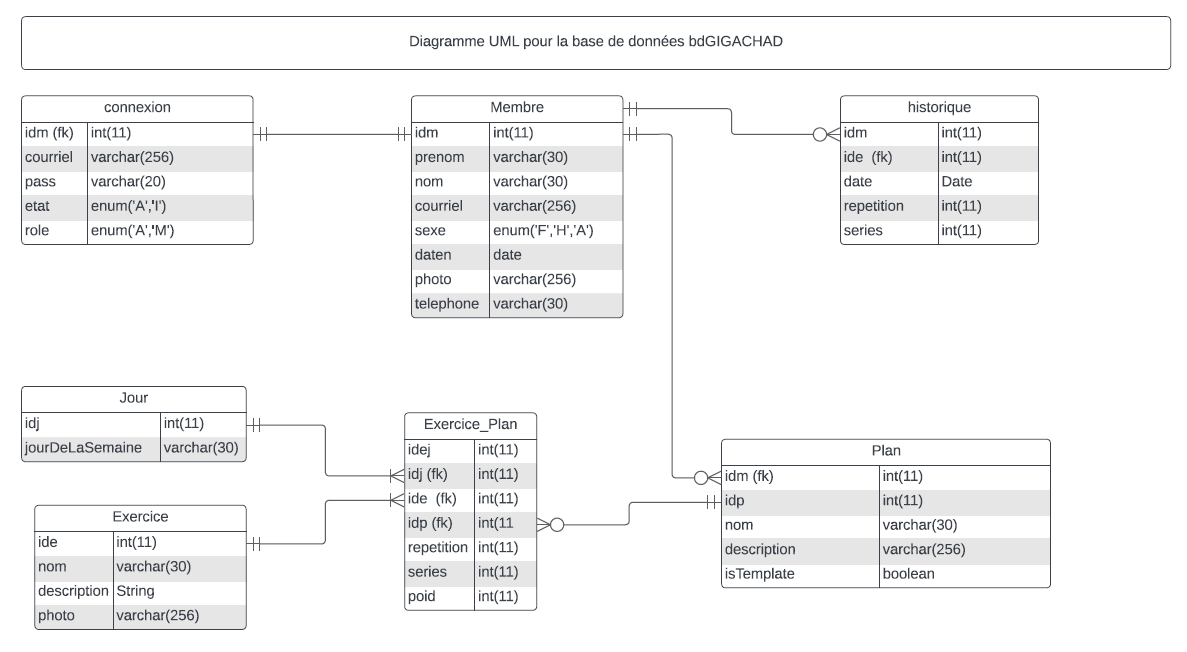 Diagramme UML pour la base de données bdGIGACHAD
connexion
idm (fk) int(11)
courriel varchar(256)
pass varchar(20)
etat enum('A','I')
role enum('A','M')
Membre
idm int(11)
prenom varchar(30)
nom varchar(30)
courriel varchar(256)
sexe enum('F','H','A')
daten date
photo varchar(256)
telephone varchar(30)
historique
idm int(11)
ide (fk) int(11)
date Date
repetition int(11)
series int(11)
Jour
idj int(11)
jourDeLaSemaine varchar(30)
Exercice
ide int(11)
nom varchar(30)
description String
photo varchar(256)
Exercice_Plan
idej int(11)
idj (fk) int(11)
ide (fk) int(11)
idp (fk) int(11
repetition int(11)
series int(11)
poid int(11)
Plan
idm (fk) int(11)
idp int(11)
nom varchar(30)
description varchar(256)
isTemplate boolean